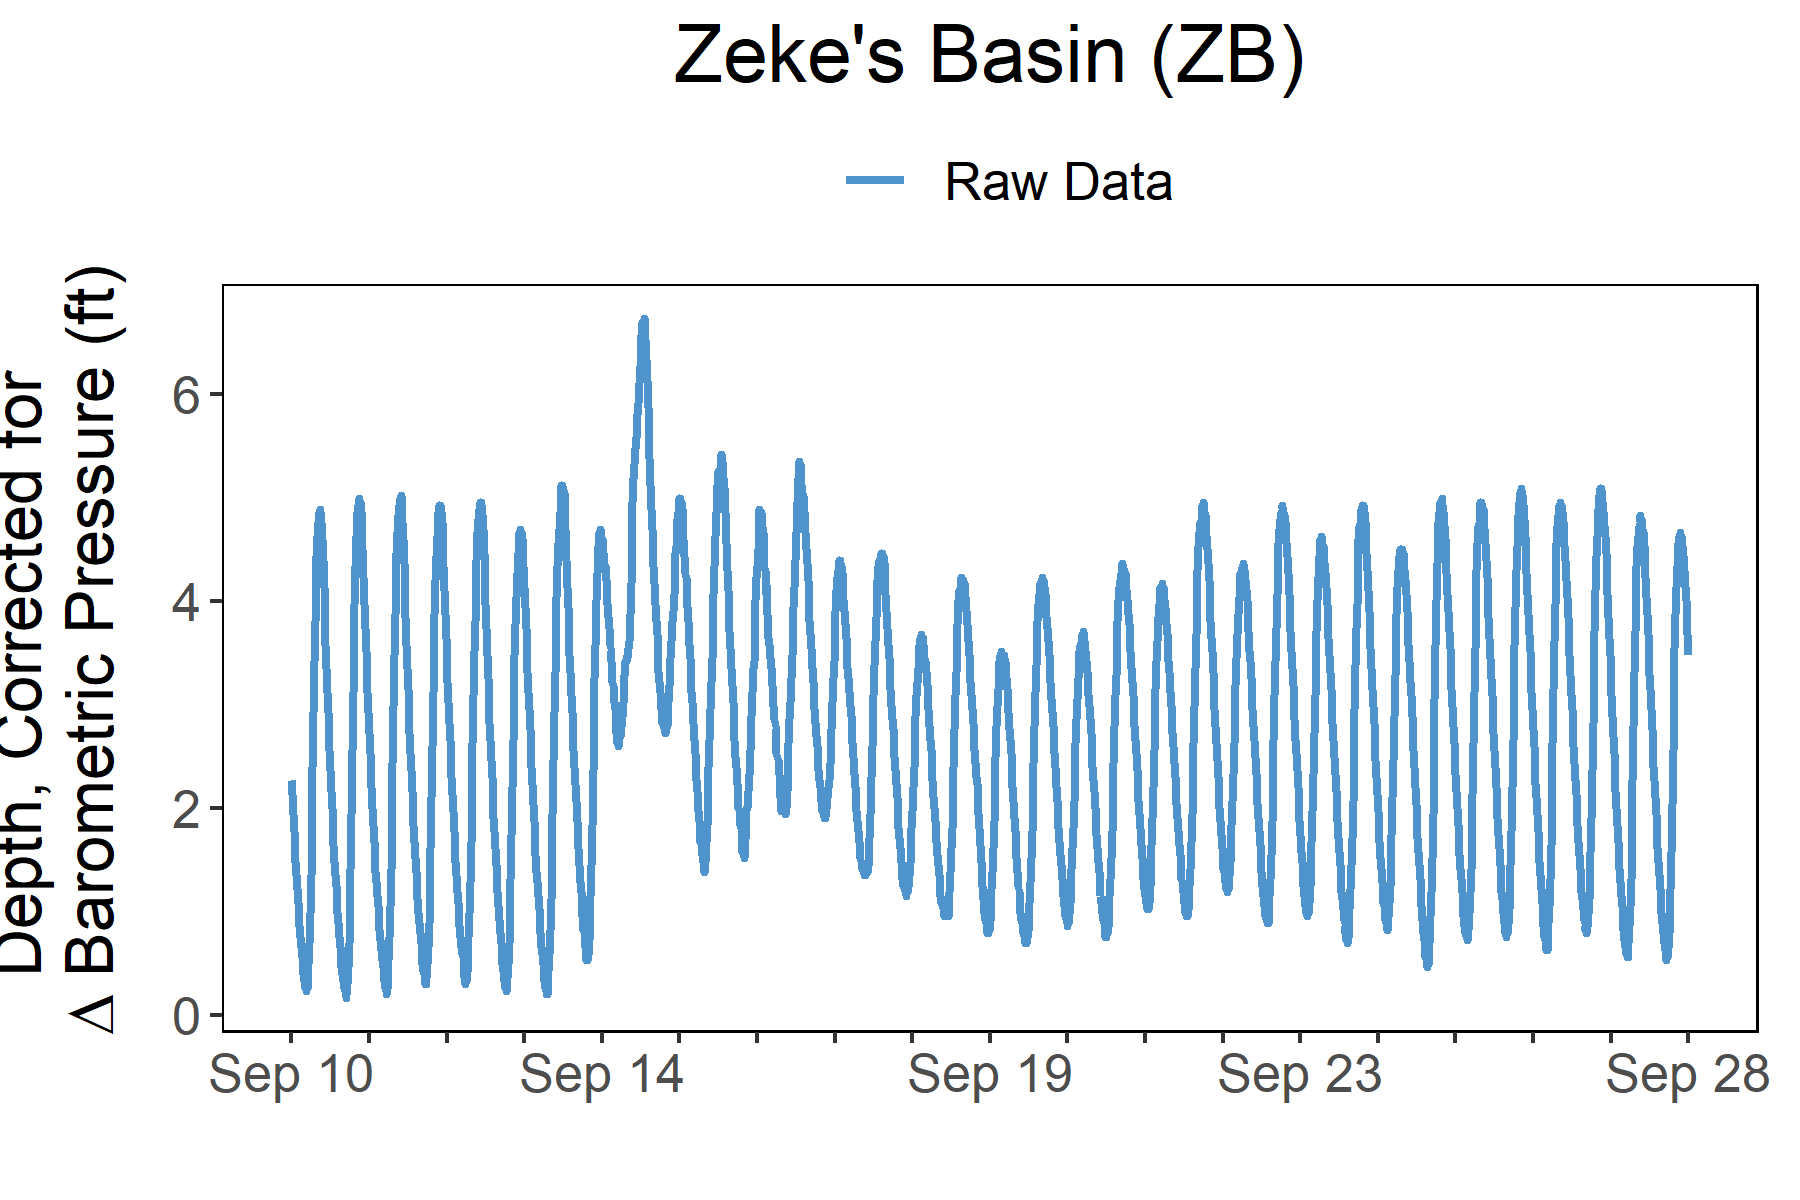 Zeke's Basin (ZB)
Raw Data
Depth, Corrected for
Δ Barometric Pressure (ft)
6
4
2
0
Sep 10
Sep 14
Sep 19
Sep 23
Sep 28